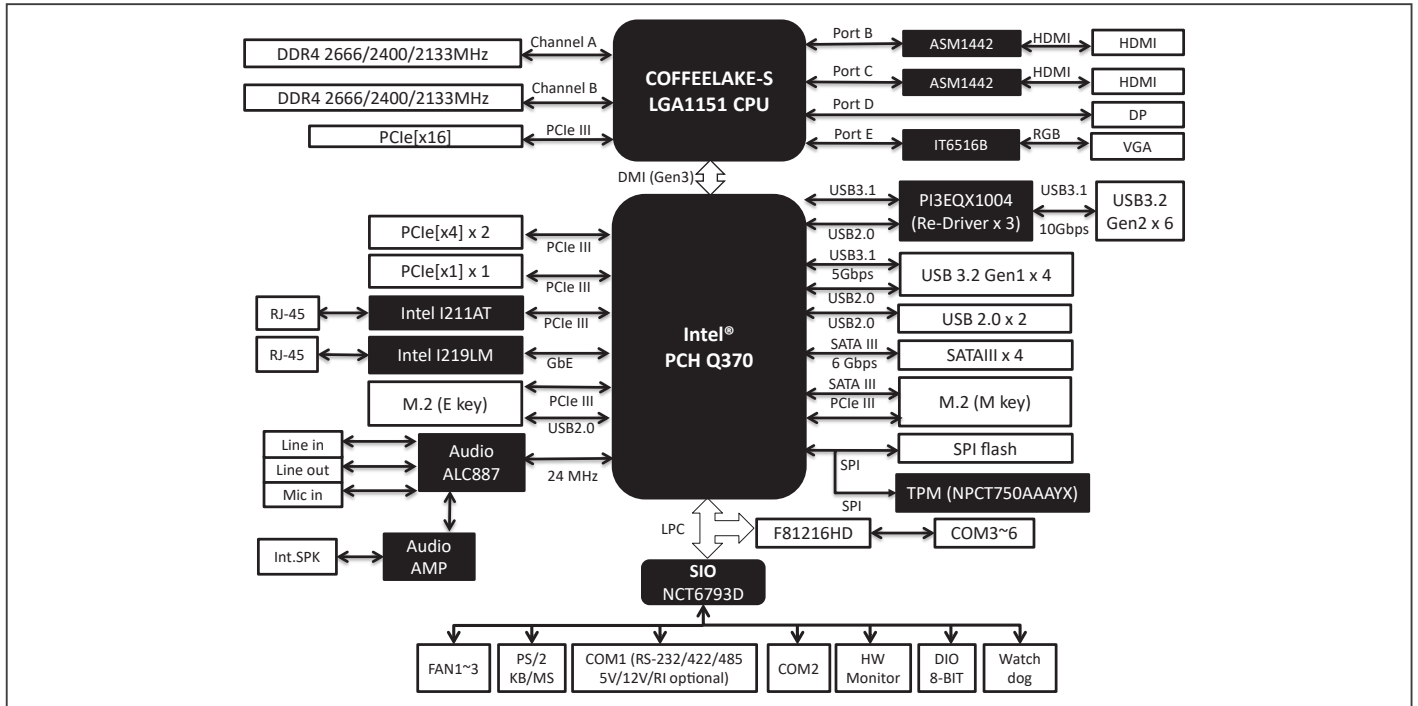 DDR4 2666/2400/2133MHz
Channel A
DDR4 2666/2400/2133MHz
Channel B
PCIe[x16]
PCIe III
COFFEELAKE-S
LGA1151 CPU
Port B
ASM1442
HDMI
HDMI
Port C
ASM1442
HDMI
HDMI
Port D
DP
Port E
IT6516B
RGB
VGA
DMI (Gen3)
PCIe[x4] x 2
PCIe III
PCIe[x1] x 1
PCIe III
RJ-45
Intel I211AT
PCIe III
RJ-45
Intel I219LM
GbE
M.2 (E key)
PCIe III
USB2.0
Line in
Line out
Mic in
Audio
ALC887
24 MHz
Int.SPK
Audio
AMP
Intel®
PCH Q370
USB3.1
USB2.0
PI3EQX1004
(Re-Driver x 3)
USB3.1
10Gbps
USB3.2
Gen2 x 6
USB3.1
5Gbps
USB2.0
USB 3.2 Gen1 x 4
USB2.0
USB 2.0 x 2
SATA III
6 Gbps
SATAIII x 4
SATA III
PCIe III
M.2 (M key)
SPI
SPI flash
SPI
TPM (NPCT750AAAYX)
LPC
F81216HD
COM3~6
SIO
NCT6793D
FAN1~3
PS/2
KB/MS
COM1 (RS-232/422/485
5V/12V/RI optional)
COM2
HW
Monitor
DIO
8-BIT
Watch
dog